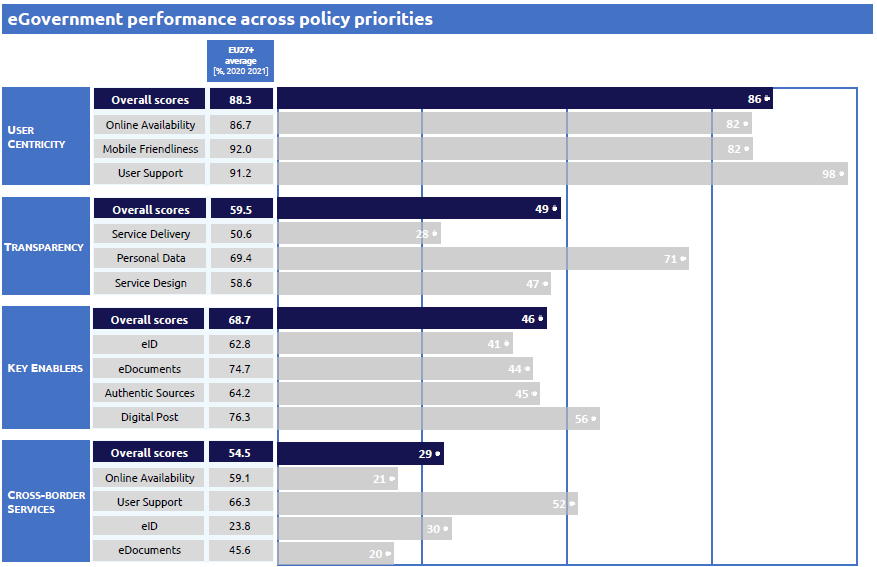 eGovernment performance across policy priorities
EU27+
average
[%, 2020 2021]
USER
CENTRICITY
Overall scores 88.3 86
Online Availability 86.7 82
Mobile Friendliness 92.0 82
User Support 91.2 98
TRANSPARENCY
Overall scores 59.5 49
Service Delivery 50.6 28
Personal Data 69.4 71
Service Design 58.6 47
KEY ENABLERS
Overall scores 68.7 46
eID 62.8 41
eDocuments 74.7 44
Authentic Sources 64.2 45
Digital Post 76.3 56
CROSS-BORDER
SERVICES
Overall scores 54.5 29
Online Availability 59.1 21
User Support 66.3 52
eID 23.8 30
eDocuments 45.6 20